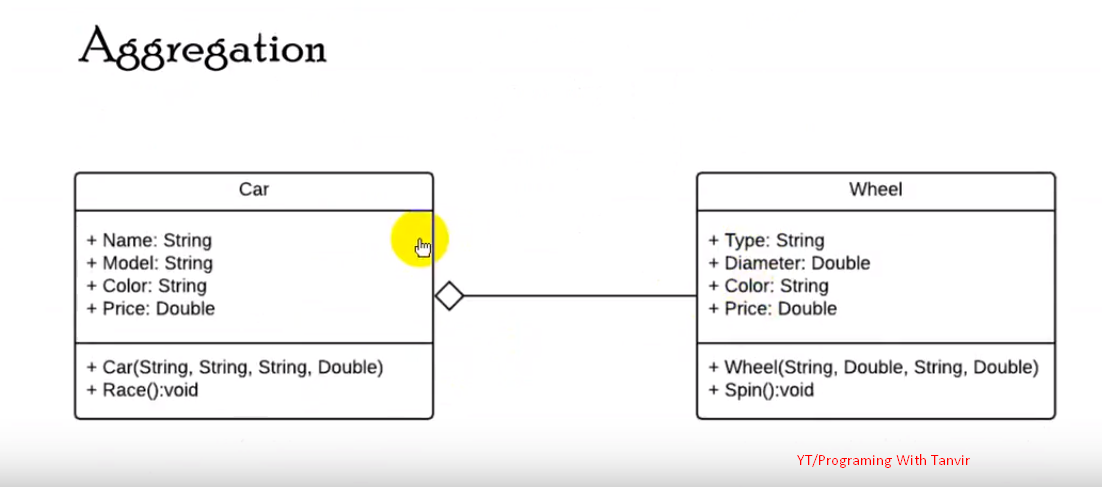 Aggregation
Car
+ Name: String
+ Model: String
+ Color: String
+ Price: Double
+ Car(String, String, String, Double)
+ Race():void
Wheel
+ Type: String
+ Diameter: Double
+ Color: String
+ Price: Double
+ Wheel(String, Double, String, Double)
+ Spin():void
YT/Programing With Tanvir